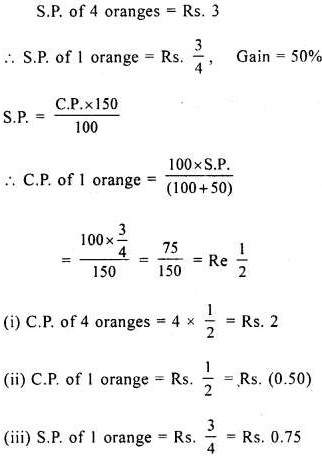 S.P. of 4 oranges = Rs. 3
∴ S.P. of 1 orange = Rs. 3/4, Gain = 50%
S.P. = C.P.×150/100
∴ C.P. of 1 orange = 100×S.P./(100+50)
= 100×3/4/150 = 75/150 = Re 1/2
(i) C.P. of 4 oranges = 4 × 1/2 = Rs. 2
(ii) C.P. of 1 orange = Rs. 1/2 = Rs. (0.50)
(iii) S.P. of 1 orange = Rs. 3/4 = Rs. 0.75